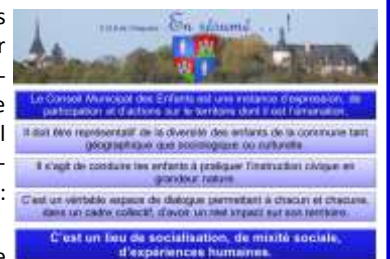 En résumé ...
Le Conseil Municipal des Enfants est une instance d'expression, de
participation et d'actions sur le territoire dont il est l'émanation.
Il doit être représentatif de la diversité des enfants de la commune tant
géographique que sociologique ou culturelle.
Il s'agit de conduire les enfants à pratiquer l'instruction civique en
grandeur nature.
C'est un véritable espace de dialogue permettant à chacun et chacune,
dans un cadre collectif, d'avoir un réel impact sur son territoire.
C'est un lieu de socialisation, de mixité sociale,
d'expériences humaines.